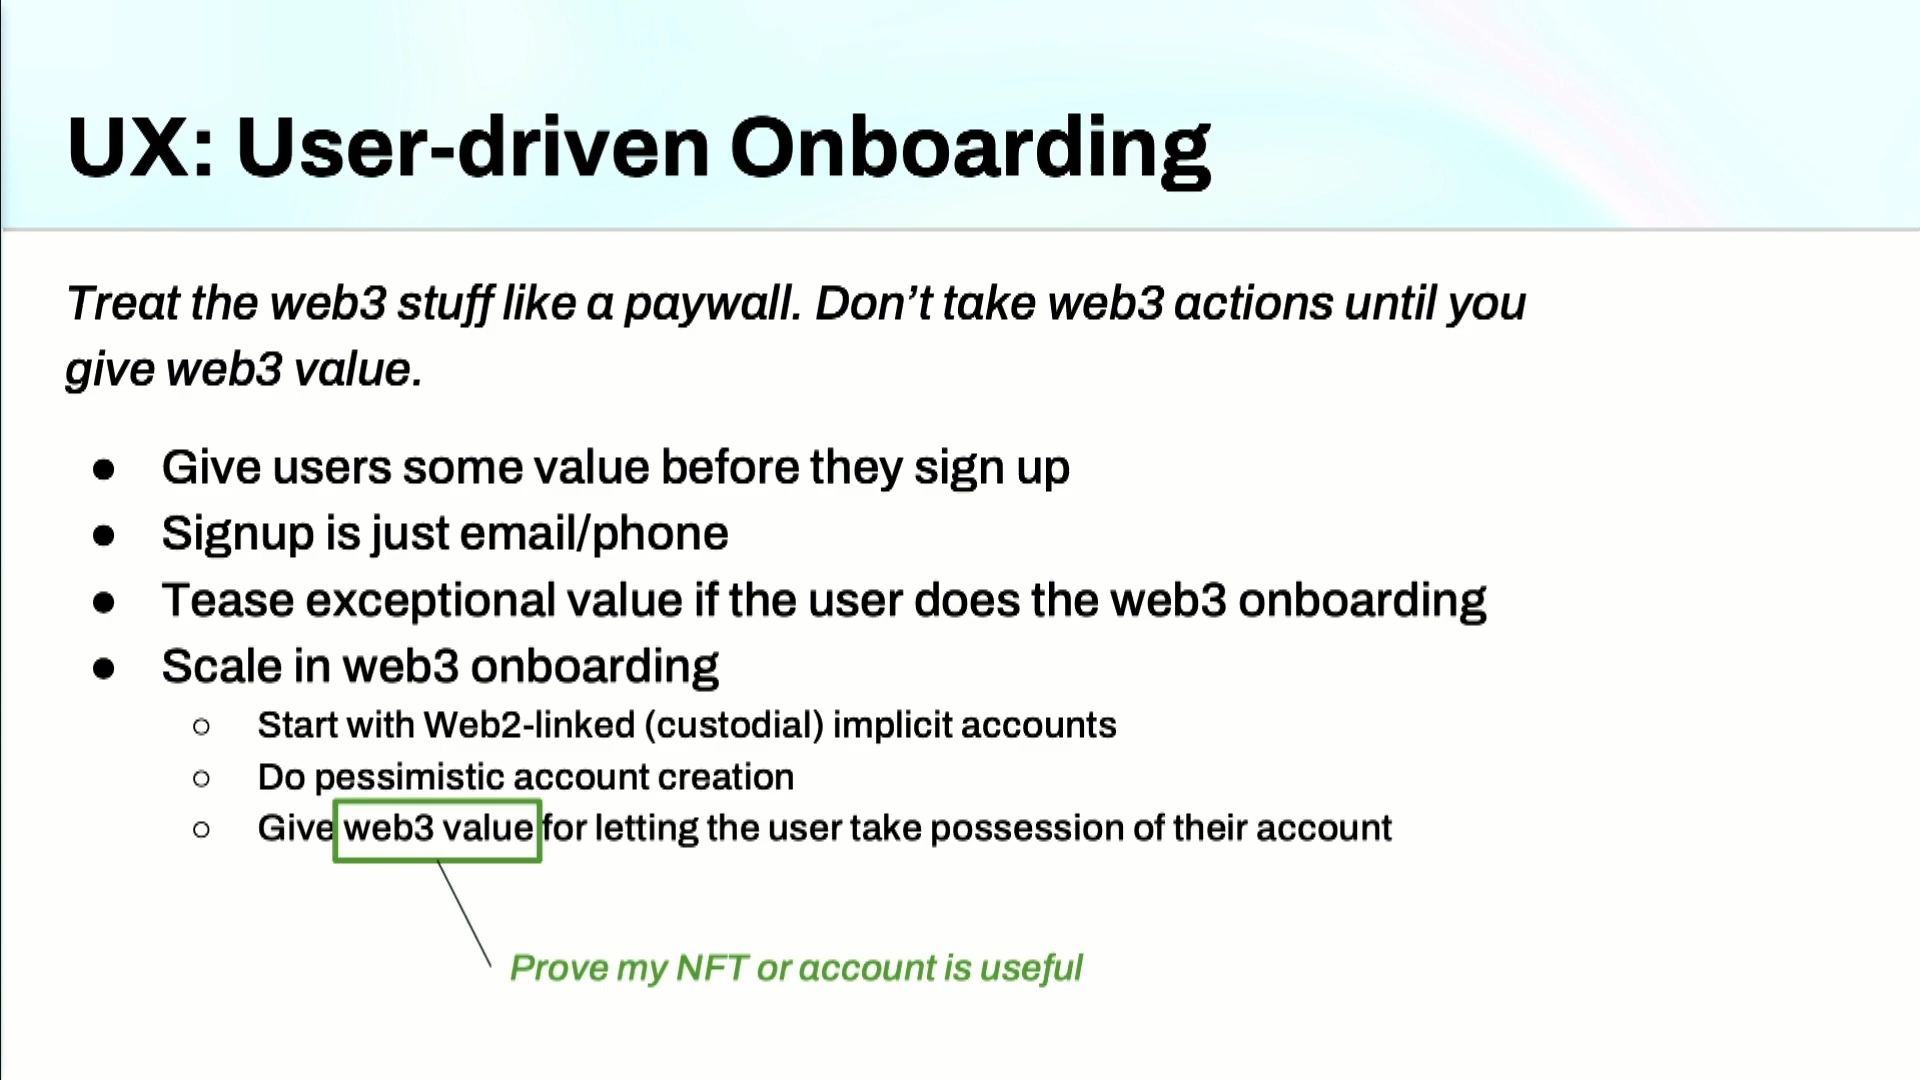 UX: User-driven Onboarding
Treat the web3 stuff like a paywall. Don’t take web3 actions until you
give web3 value.
● Give users some value before they sign up
● Signup is just email/phone
● Tease exceptional value if the user does the web3 onboarding
● Scale in web3 onboarding
○ Start with Web2-linked (custodial) implicit accounts
○ Do pessimistic account creation
○ Give web3 value for letting the user take possession of their account
Prove my NFT or account is useful